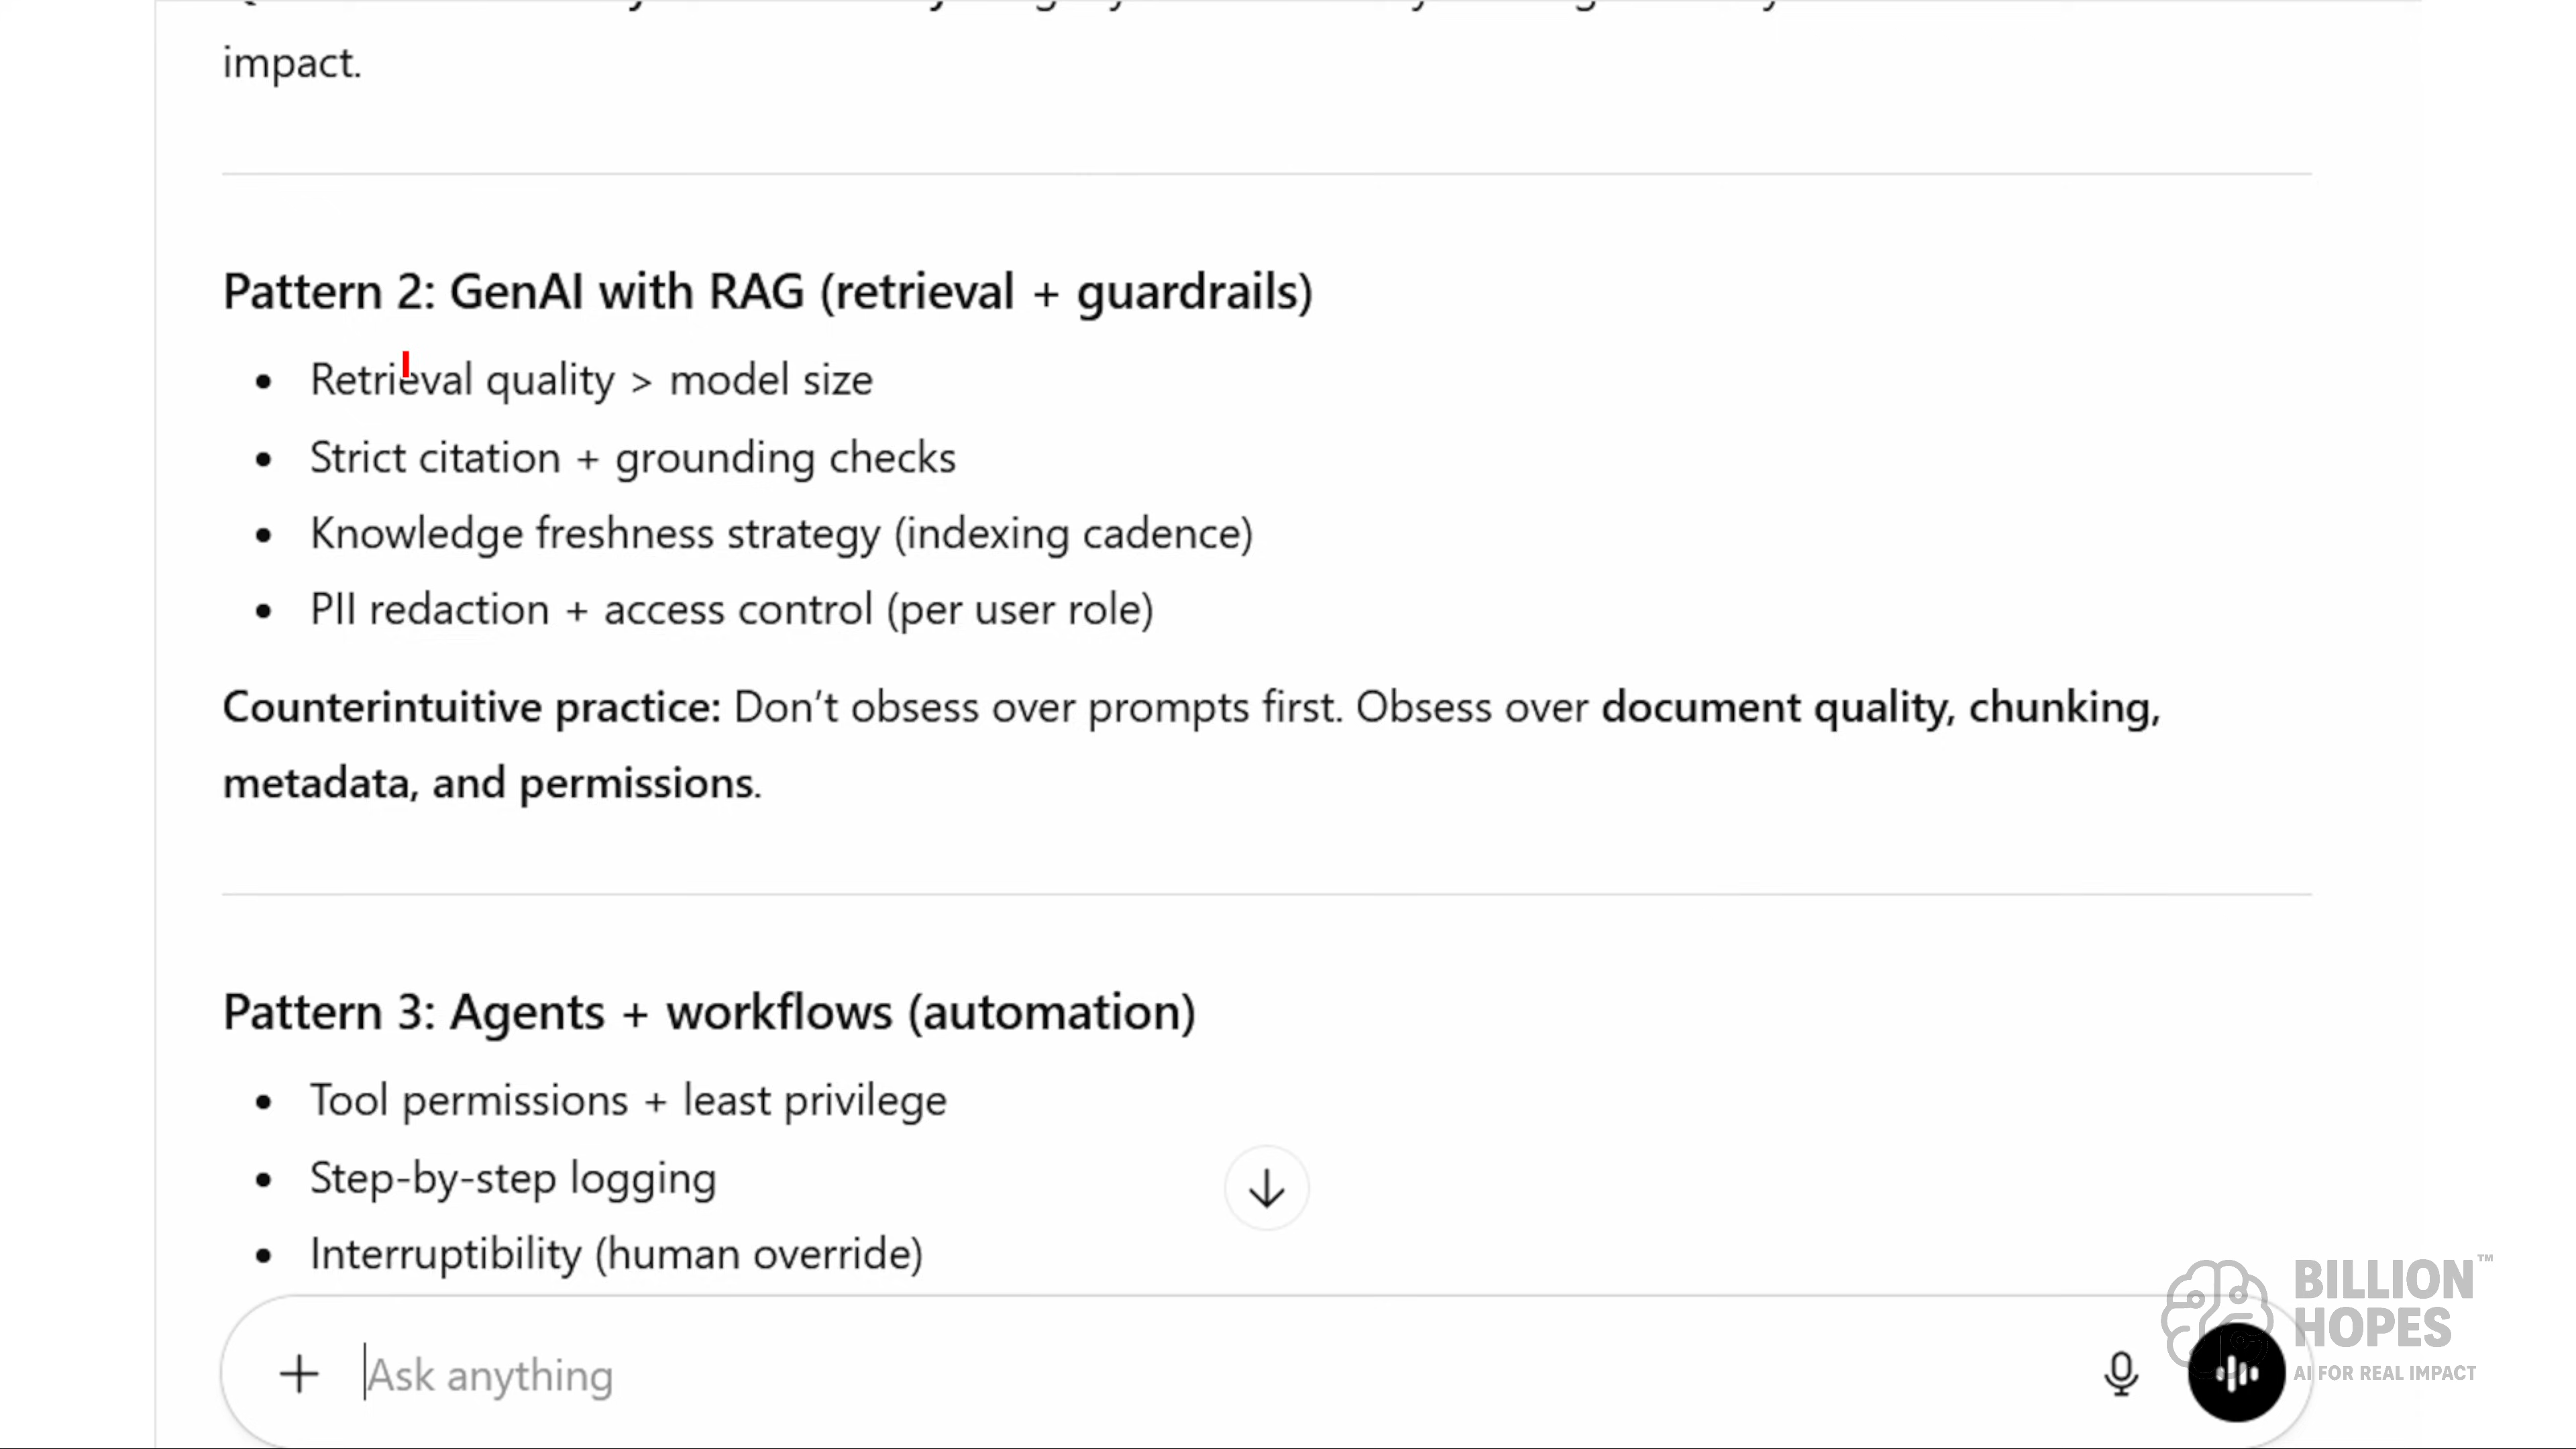 impact.
Pattern 2: GenAI with RAG (retrieval + guardrails)
• Retrieval quality > model size
• Strict citation + grounding checks
• Knowledge freshness strategy (indexing cadence)
• PII redaction + access control (per user role)
Counterintuitive practice: Don’t obsess over prompts first. Obsess over document quality, chunking,
metadata, and permissions.
Pattern 3: Agents + workflows (automation)
• Tool permissions + least privilege
• Step-by-step logging
• Interruptibility (human override)
Ask anything
BILLION™
HOPES
AI FOR REAL IMPACT